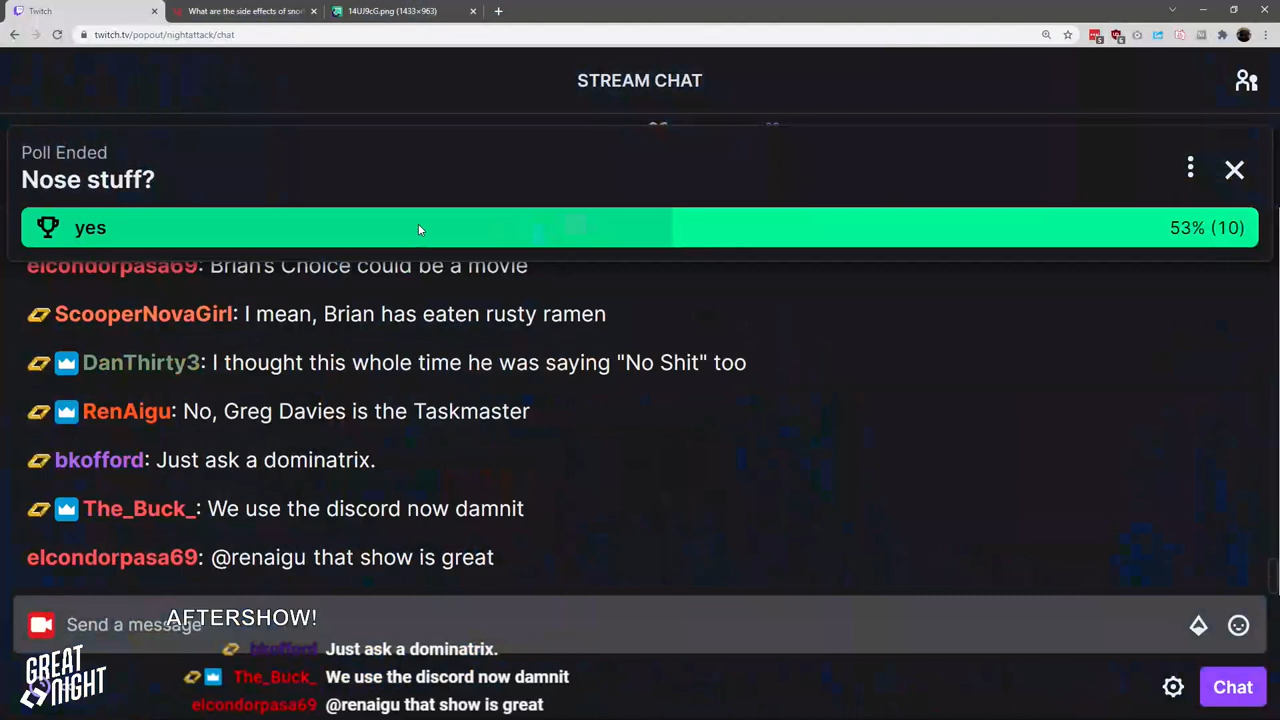 Twitch
What are the side effects of snor
14UJ9cG.png (1433×963)
twitch.tv/popout/nightattack/chat
STREAM CHAT
Poll Ended
Nose stuff?
yes
53% (10)
elcondorpasa69: Brian's Choice could be a movie
ScooperNovaGirl: I mean, Brian has eaten rusty ramen
DanThirty3: I thought this whole time he was saying "No Shit" too
RenAigu: No, Greg Davies is the Taskmaster
bkofford: Just ask a dominatrix.
The_Buck_: We use the discord now damnit
elcondorpasa69: @renaigu that show is great
AFTERSHOW!
Send a message
bkofford Just ask a dominatrix.
The_Buck_ We use the discord now damnit
elcondorpasa69 @renaigu that show is great
GREAT
NIGHT
Chat